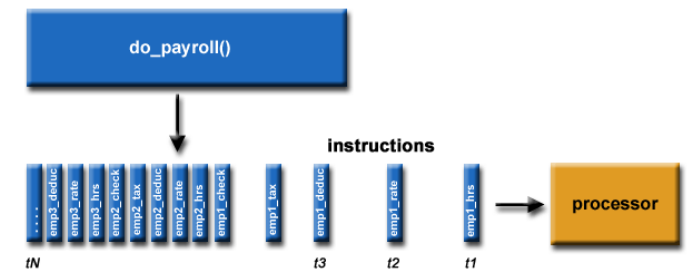 do_payroll()
instructions
. . . .
emp3_deduc
emp3_rate
emp3_hrs
emp2_check
emp2_tax
emp2_deduc
emp2_rate
emp2_hrs
emp1_check
emp1_tax
emp1_deduc
emp1_rate
emp1_hrs
processor
tN
t3
t2
t1